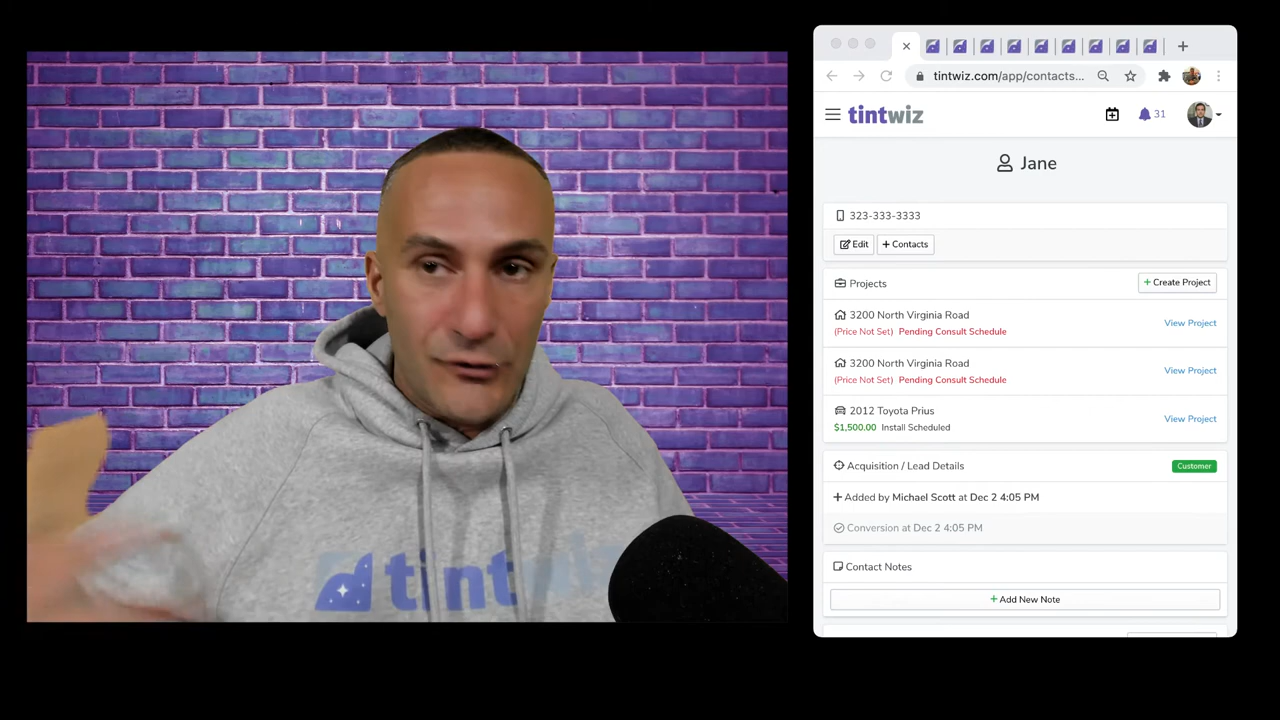 tintwiz.com/app/contacts...
tintwiz
31
Jane
323-333-3333
Edit
+ Contacts
Projects
+ Create Project
3200 North Virginia Road
(Price Not Set) Pending Consult Schedule
View Project
3200 North Virginia Road
(Price Not Set) Pending Consult Schedule
View Project
2012 Toyota Prius
$1,500.00 Install Scheduled
View Project
Acquisition / Lead Details
Customer
+ Added by Michael Scott at Dec 2 4:05 PM
Conversion at Dec 2 4:05 PM
Contact Notes
+ Add New Note
tintwiz